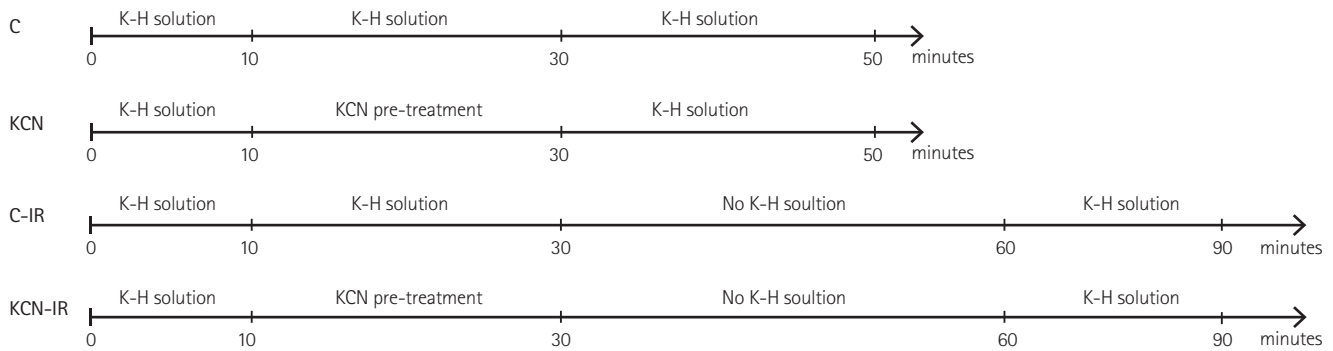 C
K-H solution K-H solution K-H solution
0 10 30 50 minutes
KCN
K-H solution KCN pre-treatment K-H solution
0 10 30 50 minutes
C-IR
K-H solution K-H solution No K-H soultion K-H solution
0 10 30 60 90 minutes
KCN-IR
K-H solution KCN pre-treatment No K-H soultion K-H solution
0 10 30 60 90 minutes